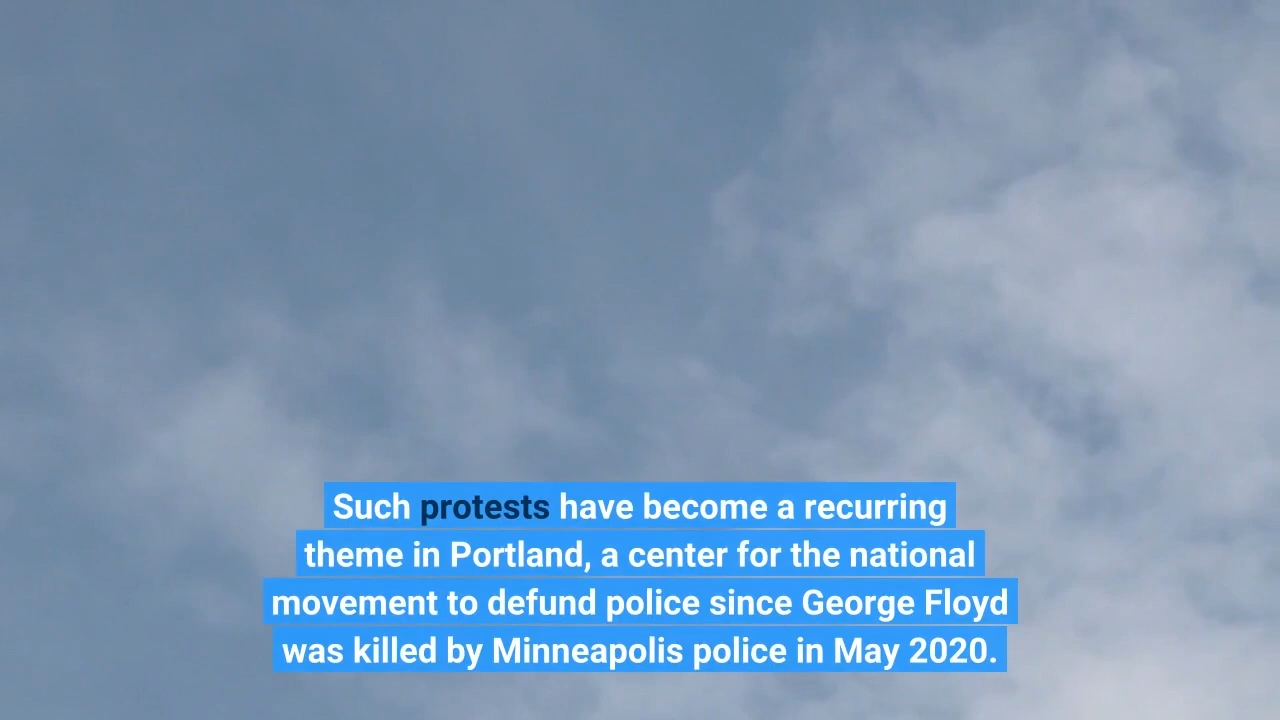 Such protests have become a recurring
theme in Portland, a center for the national
movement to defund police since George Floyd
was killed by Minneapolis police in May 2020.